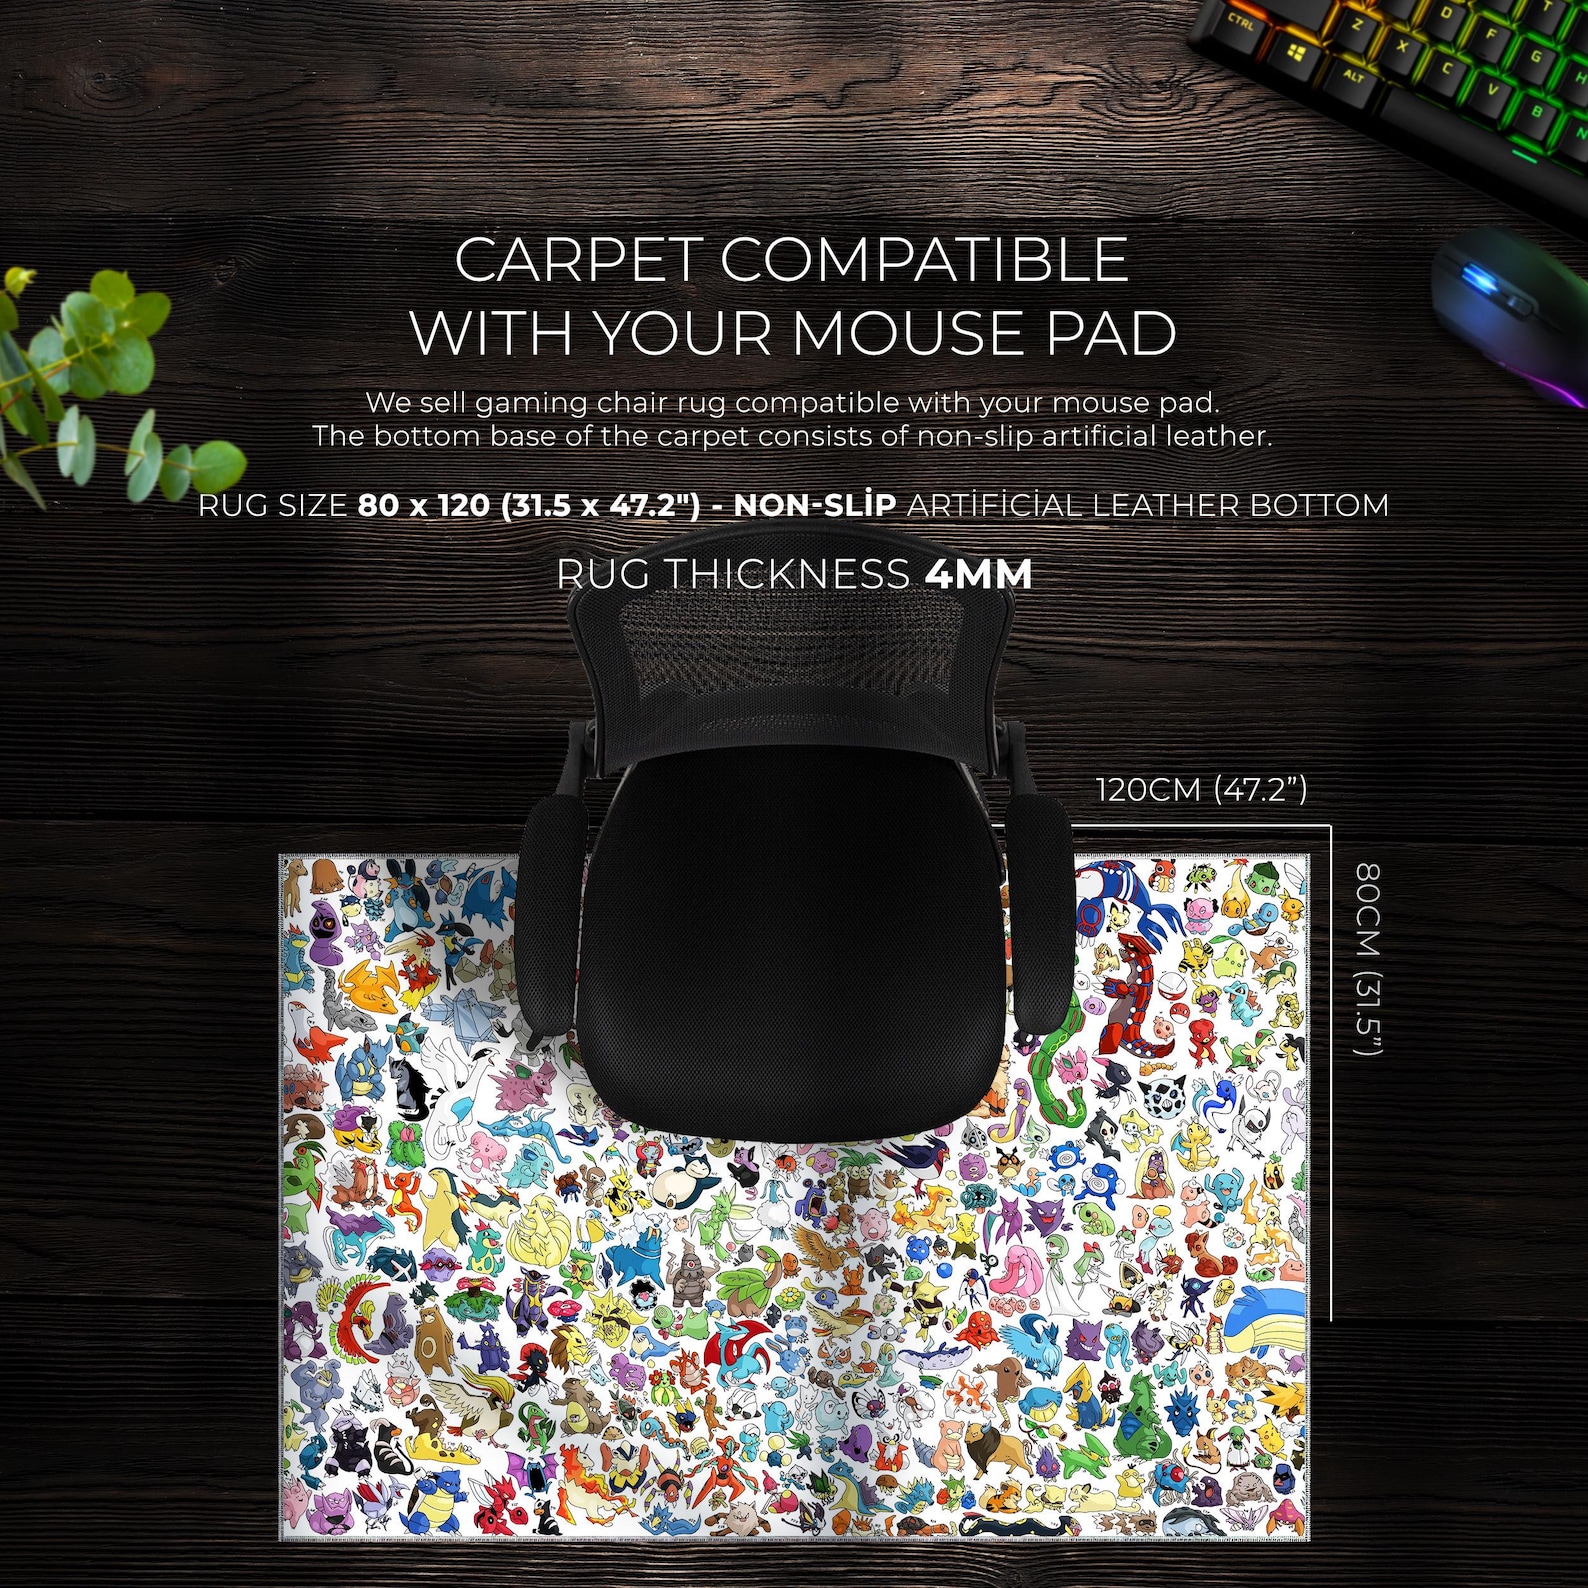 CTRL
ALT
Z
X
C
V
B
N
D
F
G
H
T
CARPET COMPATIBLE
WITH YOUR MOUSE PAD
We sell gaming chair rug compatible with your mouse pad.
The bottom base of the carpet consists of non-slip artificial leather.
RUG SIZE 80 x 120 (31.5 x 47.2") - NON-SLİP ARTİFİCİAL LEATHER BOTTOM
RUG THICKNESS 4MM
120CM (47.2”)
80CM (31.5”)